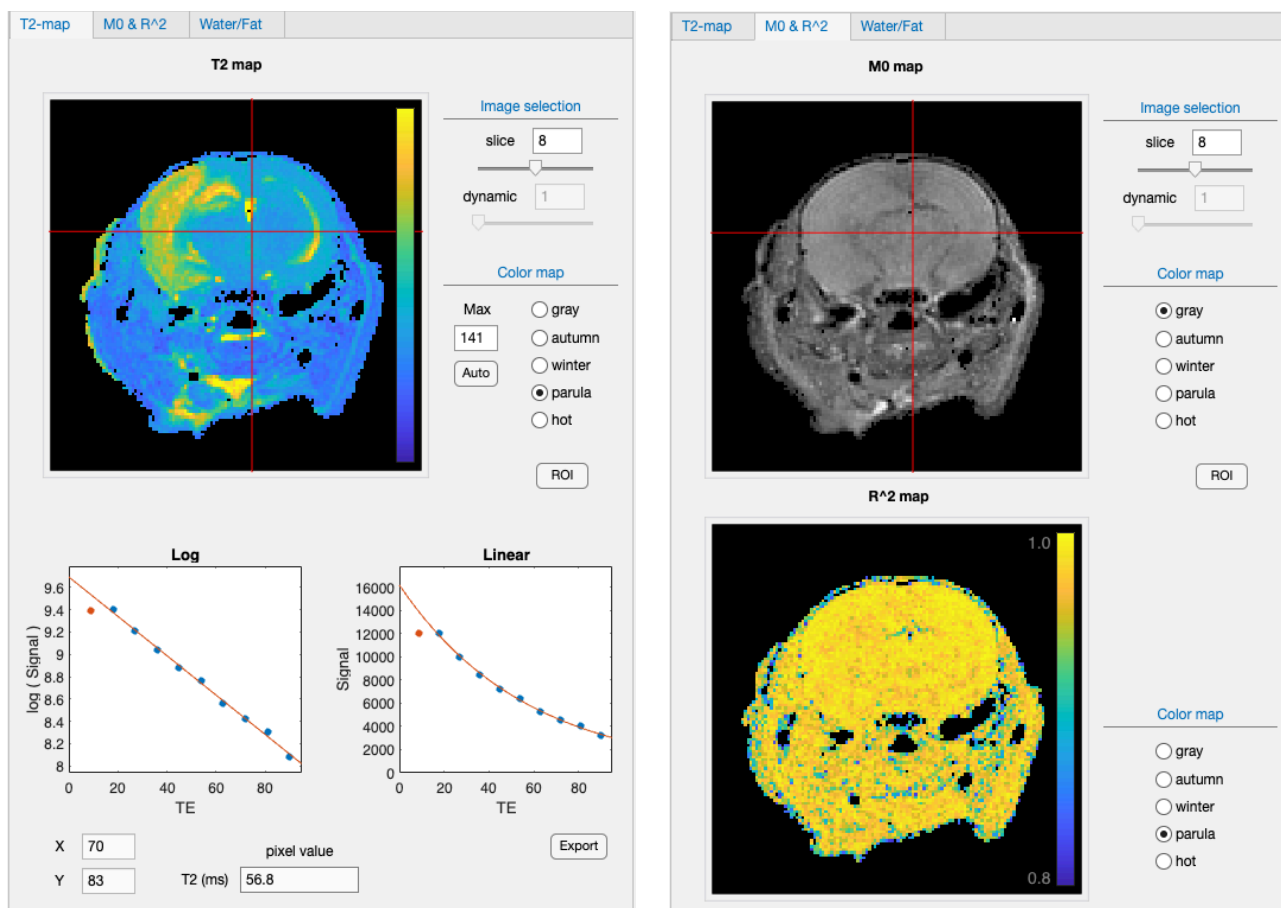 T2-map M0 & R^2 Water/Fat
T2 map
Image selection
slice 8
dynamic 1
Color map
Max
141
Auto
gray
autumn
winter
parula
hot
ROI
Log
log ( Signal )
9.6
9.4
9.2
9
8.8
8.6
8.4
8.2
8
0 20 40 60 80
TE
Linear
Signal
16000
14000
12000
10000
8000
6000
4000
2000
0
0 20 40 60 80
TE
X 70
Y 83
pixel value
T2 (ms) 56.8
Export
T2-map M0 & R^2 Water/Fat
M0 map
Image selection
slice 8
dynamic 1
Color map
gray
autumn
winter
parula
hot
ROI
R^2 map
1.0
0.8
Color map
gray
autumn
winter
parula
hot